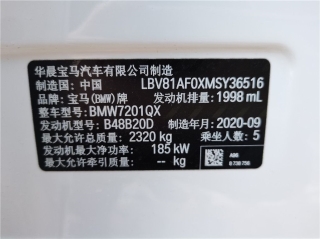 华晨宝马汽车有限公司制造
制造国: 中国 LBV81AF0XMSY36516
品牌: 宝马(BMW)牌 发动机排量: 1998 mL
整车型号: BMW7201QX
发动机型号: B48B20D 制造年月: 2020-09
最大允许总质量: 2320 kg 乘坐人数: 5
发动机最大净功率: 185 kW
最大允许牵引质量: -- kg